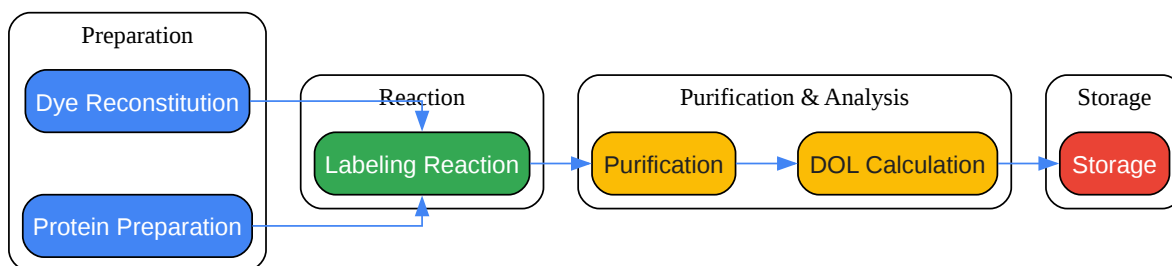 Preparation
Dye Reconstitution
Protein Preparation
Reaction
Labeling Reaction
Purification & Analysis
Purification
DOL Calculation
Storage
Storage